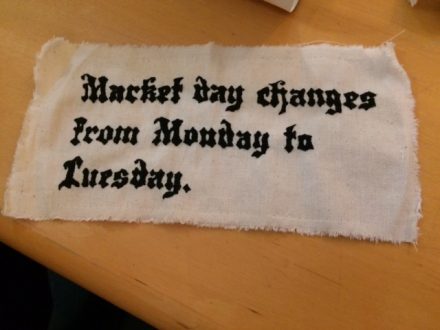 Market day changes
from Monday to
Tuesday.